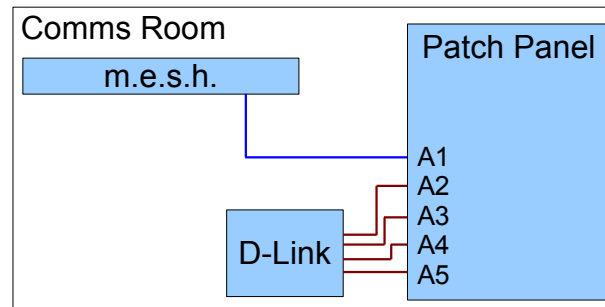 Comms Room
m.e.s.h.
Patch Panel
A1
A2
A3
A4
A5
D-Link